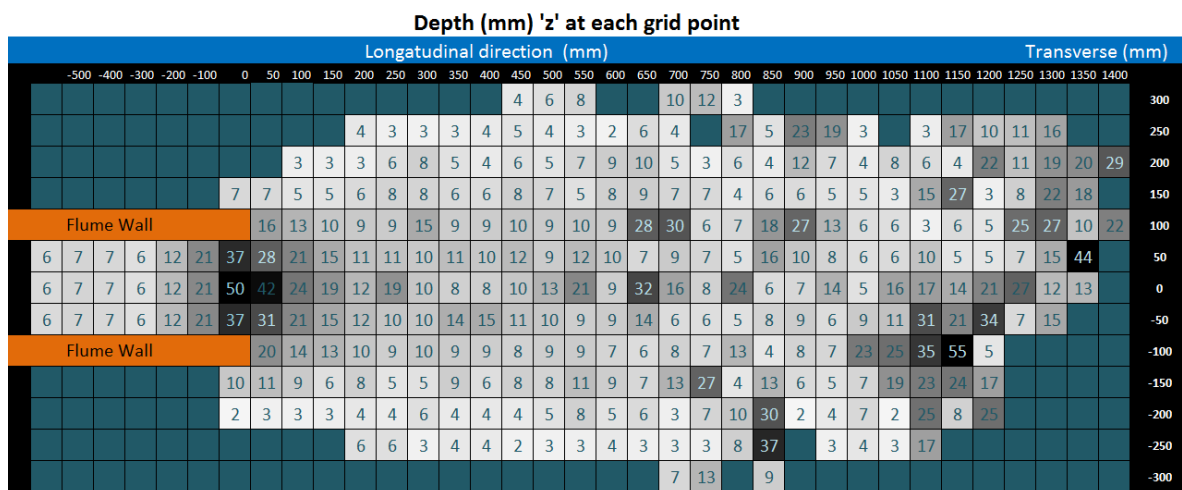 Depth (mm) 'z' at each grid point
Longatudinal direction (mm) Transverse (mm)
-500 -400 -300 -200 -100 0 50 100 150 200 250 300 350 400 450 500 550 600 650 700 750 800 850 900 950 1000 1050 1100 1150 1200 1250 1300 1350 1400
4 6 8 10 12 3 300
4 3 3 3 4 5 4 3 2 6 4 17 5 23 19 3 3 17 10 11 16 250
3 3 3 6 8 5 4 6 5 7 9 10 5 3 6 4 12 7 4 8 6 4 22 11 19 20 29 200
7 7 5 5 6 8 8 6 6 8 7 5 8 9 7 7 4 6 6 5 5 3 15 27 3 8 22 18 150
Flume Wall 16 13 10 9 9 15 9 9 10 9 10 9 28 30 6 7 18 27 13 6 6 3 6 5 25 27 10 22 100
6 7 7 6 12 21 37 28 21 15 11 11 10 11 10 12 9 12 10 7 9 7 5 16 10 8 6 6 10 5 5 7 15 44 50
6 7 7 6 12 21 50 42 24 19 12 19 10 8 8 10 13 21 9 32 16 8 24 6 7 14 5 16 17 14 21 27 12 13 0
6 7 7 6 12 21 37 31 21 15 12 10 10 14 15 11 10 9 9 14 6 6 5 8 9 6 9 11 31 21 34 7 15 -50
Flume Wall 20 14 13 10 9 10 9 9 8 9 9 7 6 8 7 13 4 8 7 23 25 35 55 5 -100
10 11 9 6 8 5 5 9 6 8 8 11 9 7 13 27 4 13 6 5 7 19 23 24 17 -150
2 3 3 3 4 4 6 4 4 4 5 8 5 6 3 7 10 30 2 4 7 2 25 8 25 -200
6 6 3 4 4 2 3 3 4 3 3 3 8 37 3 4 3 17 -250
7 13 9 -300